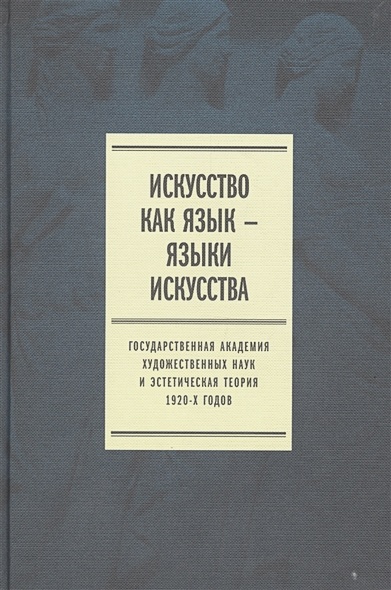 ИСКУССТВО
КАК ЯЗЫК –
ЯЗЫКИ
ИСКУССТВА
ГОСУДАРСТВЕННАЯ АКАДЕМИЯ
ХУДОЖЕСТВЕННЫХ НАУК
И ЭСТЕТИЧЕСКАЯ ТЕОРИЯ
1920-Х ГОДОВ